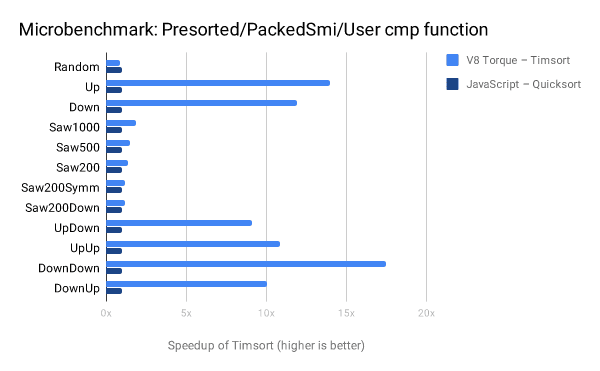 Microbenchmark: Presorted/PackedSmi/User cmp function
V8 Torque – Timsort
JavaScript – Quicksort
Random
Up
Down
Saw1000
Saw500
Saw200
Saw200Symm
Saw200Down
UpDown
UpUp
DownDown
DownUp
0x 5x 10x 15x 20x
Speedup of Timsort (higher is better)